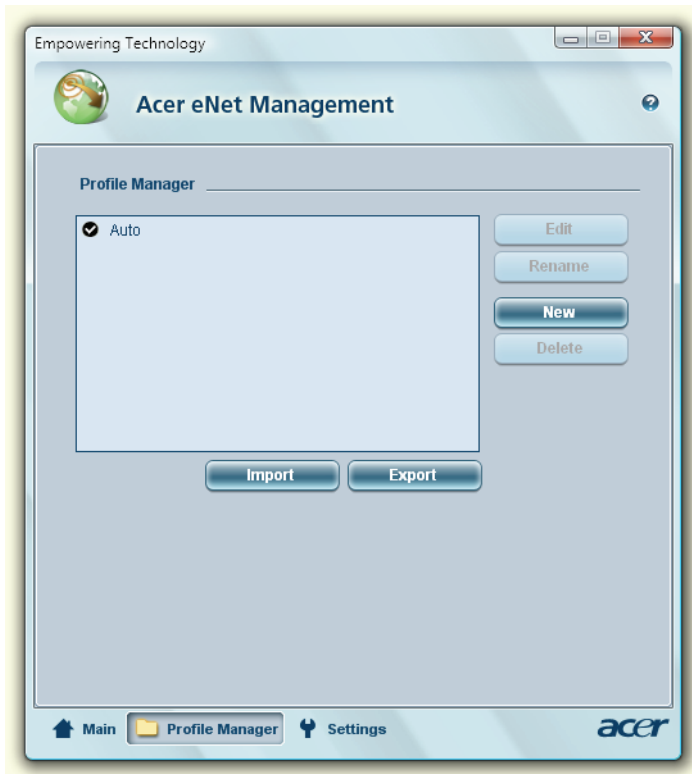 Empowering Technology
Acer eNet Management
Profile Manager
Auto
Edit
Rename
New
Delete
Import
Export
Main
Profile Manager
Settings
acer